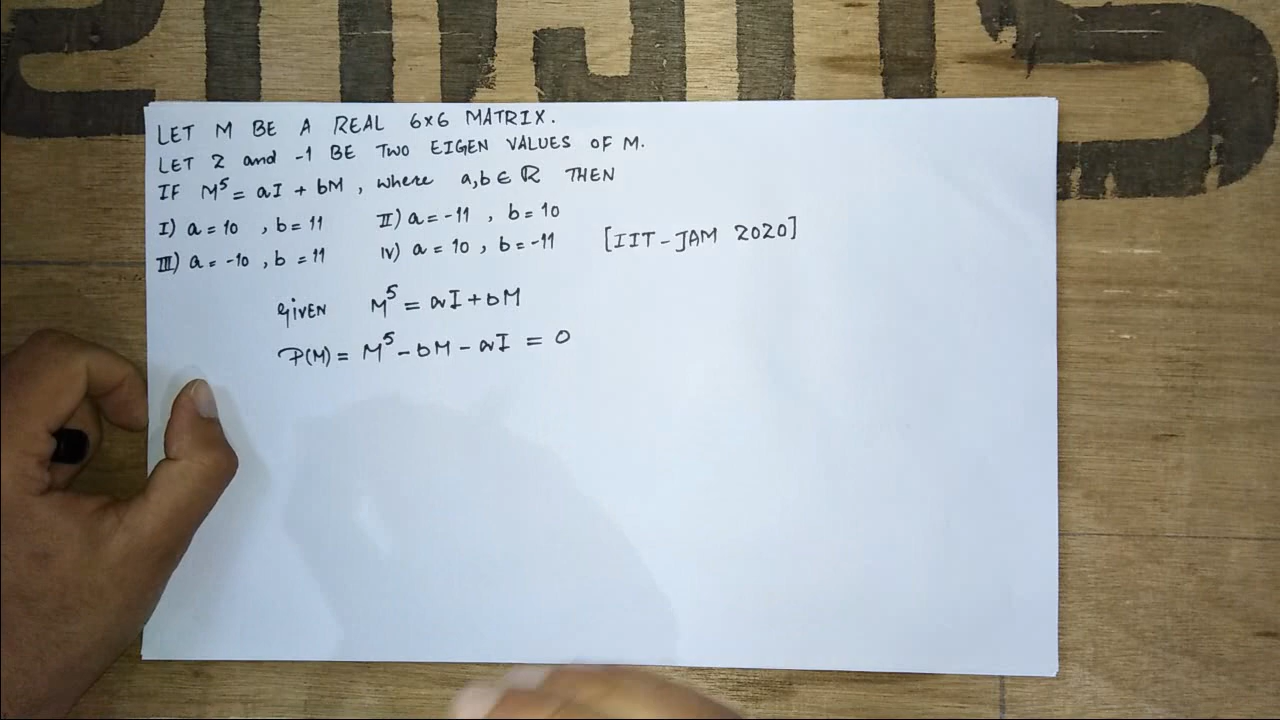 LET M BE A REAL 6×6 MATRIX.
LET 2 and -1 BE TWO EIGEN VALUES OF M.
IF M⁵ = aI + bM , where a,b ∈ ℝ THEN
I) a = 10 , b = 11 II) a = -11 , b = 10
III) a = -10 , b = 11 IV) a = 10 , b = -11 [IIT-JAM 2020]
GIVEN M⁵ = aI + bM
P(M) = M⁵ - bM - aI = 0